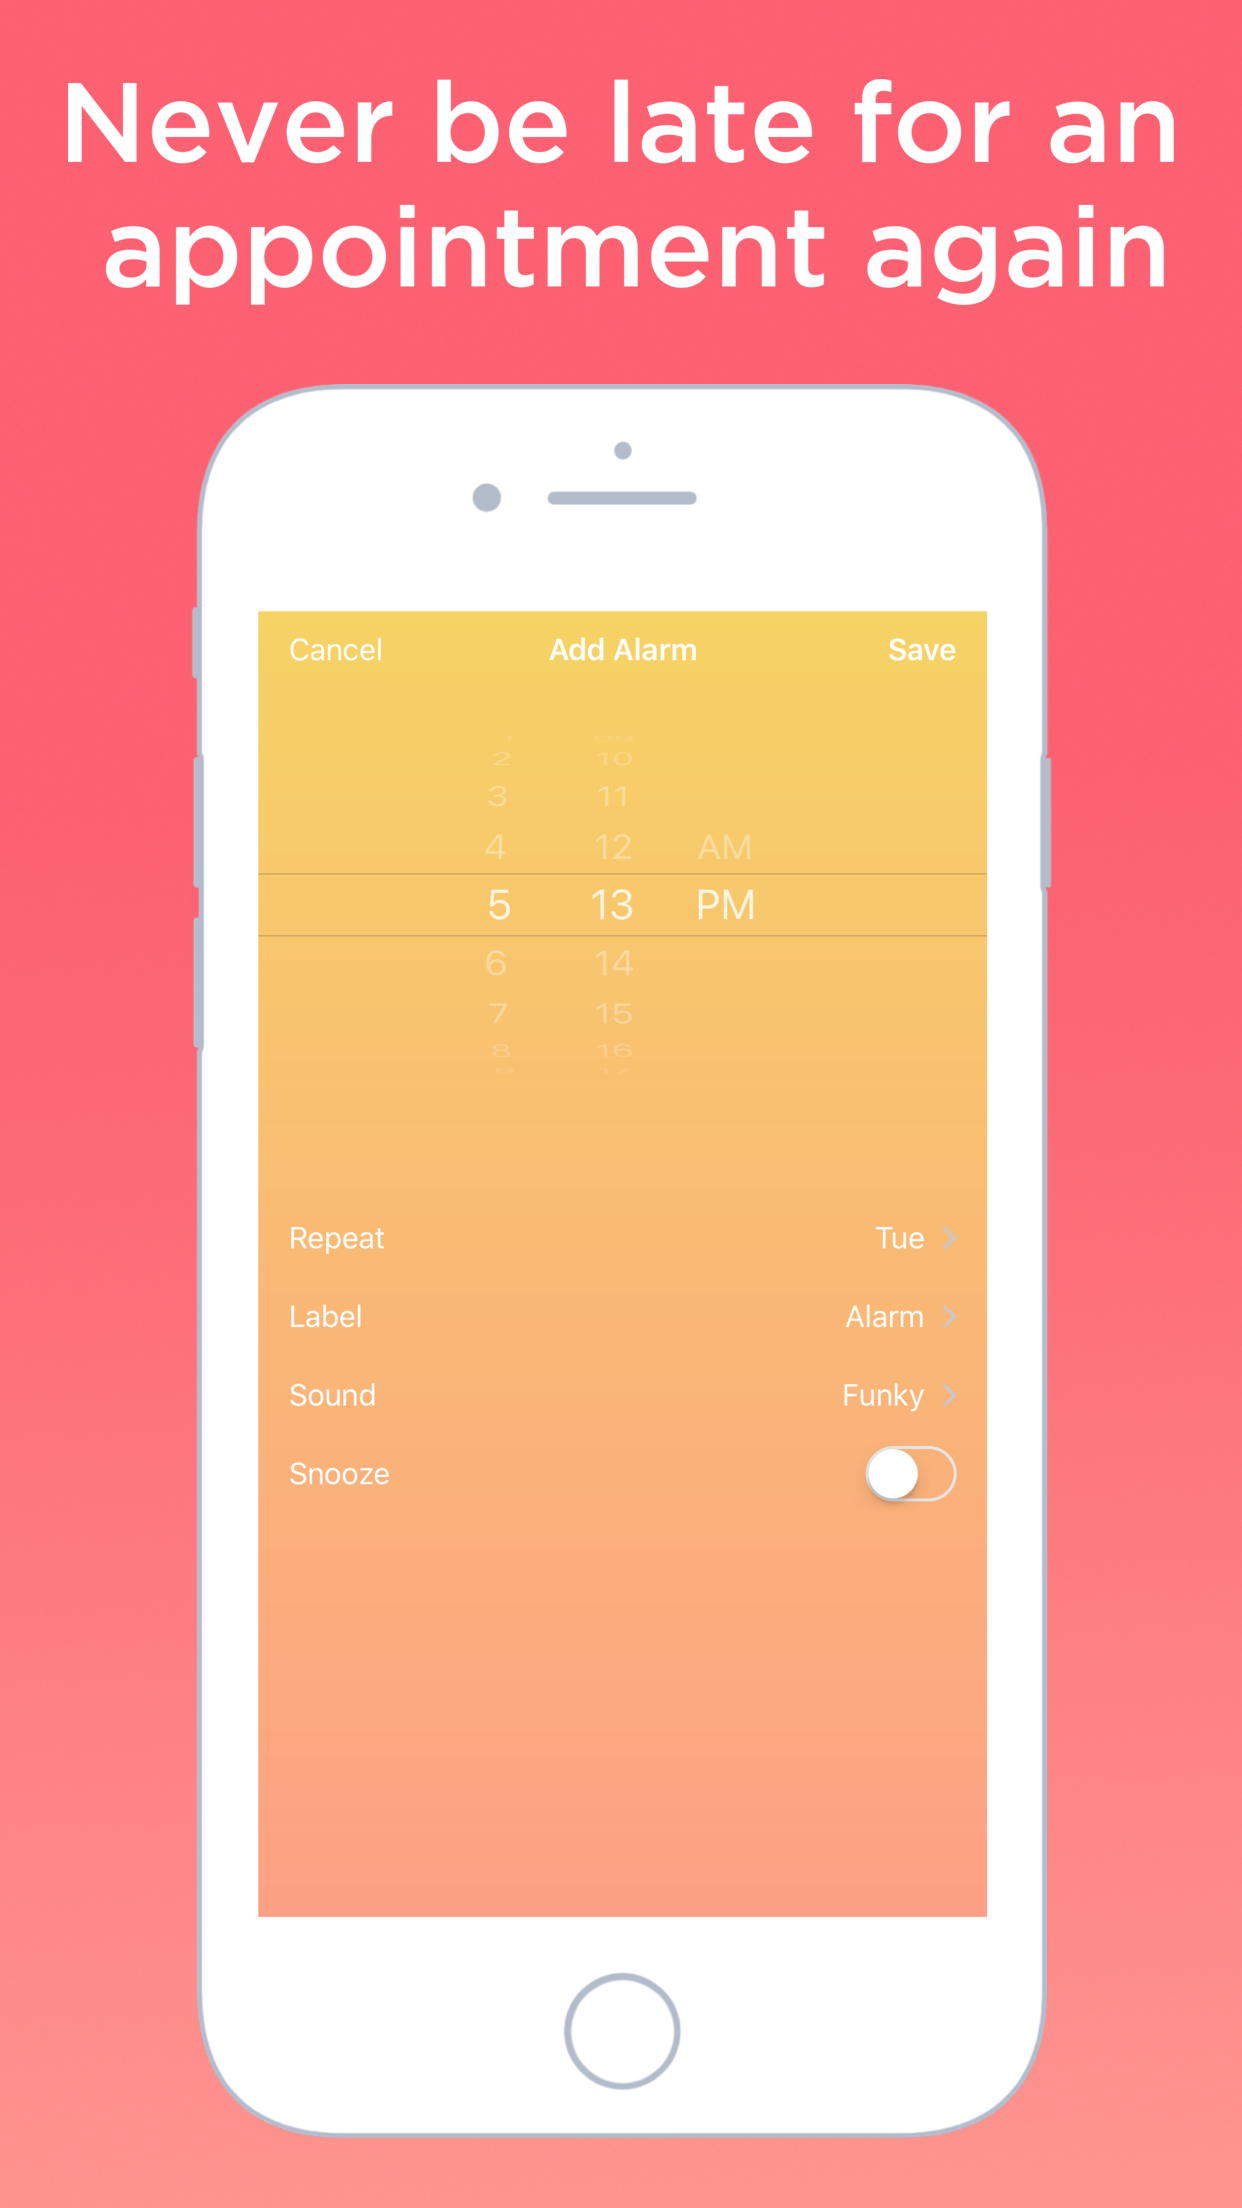 Never be late for an
appointment again
Cancel Add Alarm Save
2 10
3 11
4 12 AM
5 13 PM
6 14
7 15
8 16
Repeat Tue
Label Alarm
Sound Funky
Snooze